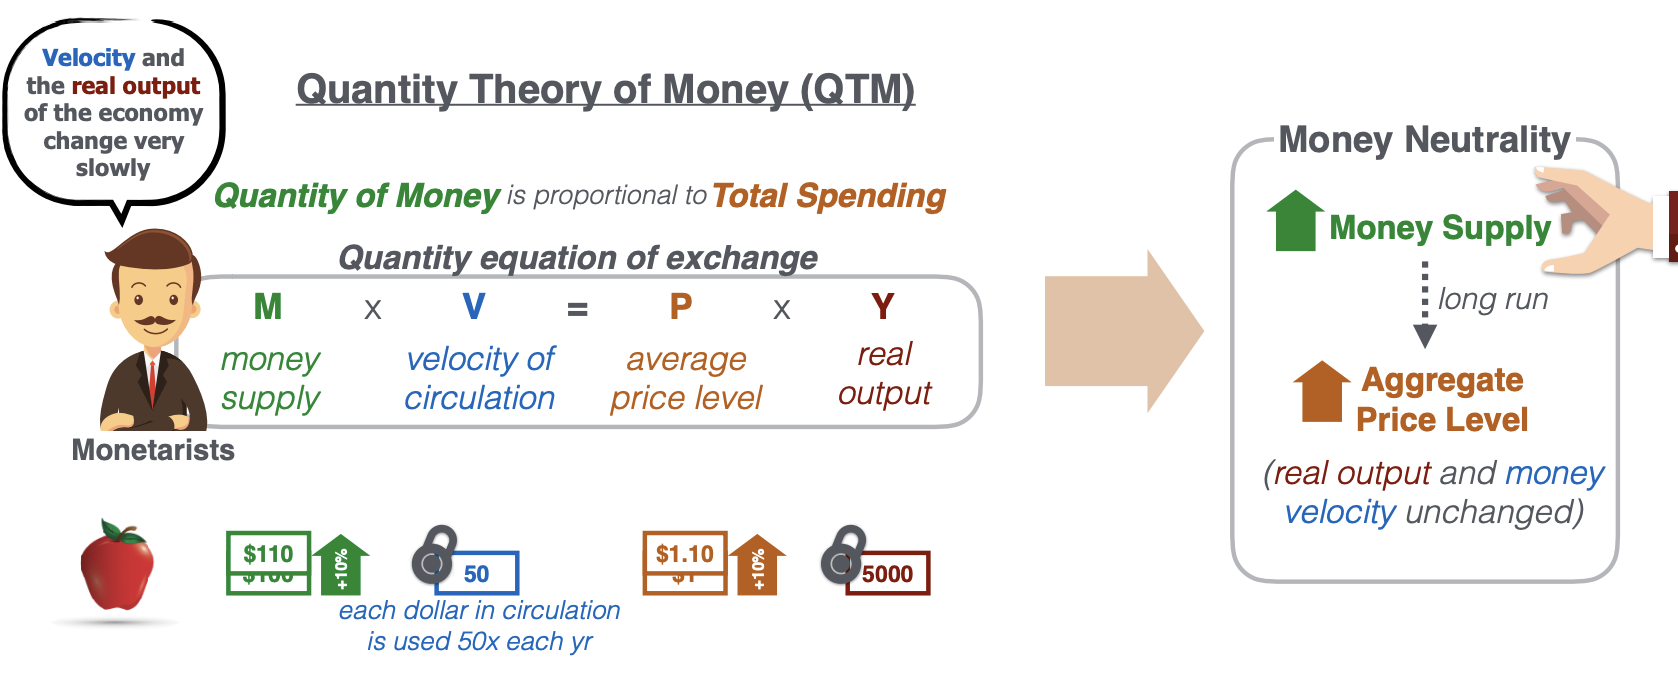 Velocity and
the real output
of the economy
change very
slowly
Quantity Theory of Money (QTM)
Quantity of Money is proportional to Total Spending
Quantity equation of exchange
M x V = P x Y
money supply
velocity of circulation
average price level
real output
Monetarists
$110
$100
+10%
50
each dollar in circulation
is used 50x each yr
$1.10
$1
+10%
5000
Money Neutrality
Money Supply
long run
Aggregate
Price Level
(real output and money
velocity unchanged)